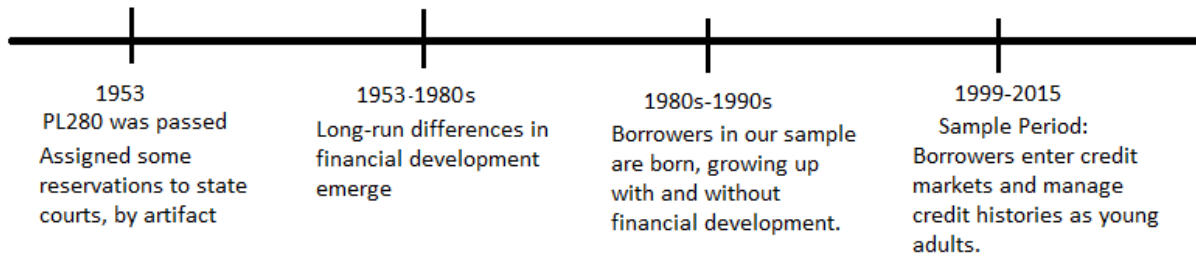 1953
PL280 was passed
Assigned some
reservations to state
courts, by artifact
1953-1980s
Long-run differences in
financial development
emerge
1980s-1990s
Borrowers in our sample
are born, growing up
with and without
financial development.
1999-2015
Sample Period:
Borrowers enter credit
markets and manage
credit histories as young
adults.